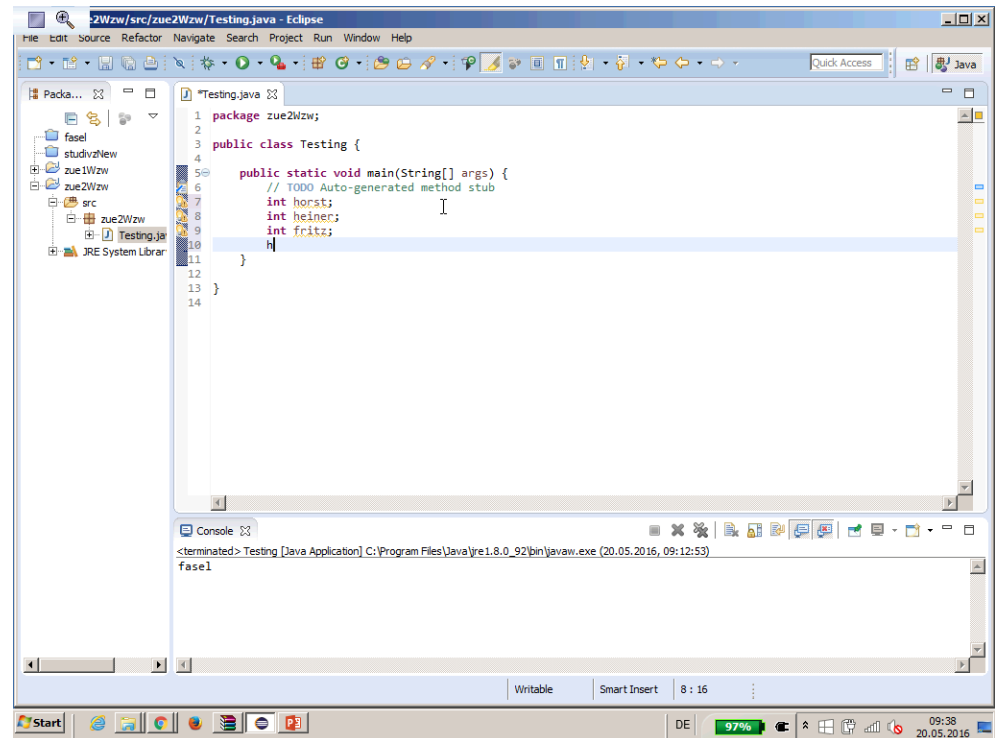 e2Wzw/src/zue2Wzw/Testing.java - Eclipse
File Edit Source Refactor Navigate Search Project Run Window Help
Quick Access
Java
Packa...
fasel
studivzNew
zue1Wzw
zue2Wzw
src
zue2Wzw
Testing.ja
JRE System Librar
*Testing.java
1 package zue2Wzw;
2
3 public class Testing {
4
5 public static void main(String[] args) {
6 // TODO Auto-generated method stub
7 int horst;
8 int heiner;
9 int fritz;
10 h
11 }
12
13 }
14
Console
<terminated> Testing [Java Application] C:\Program Files\Java\jre1.8.0_92\bin\javaw.exe (20.05.2016, 09:12:53)
fasel
Writable Smart Insert 8 : 16
Start
DE
97%
09:38
20.05.2016